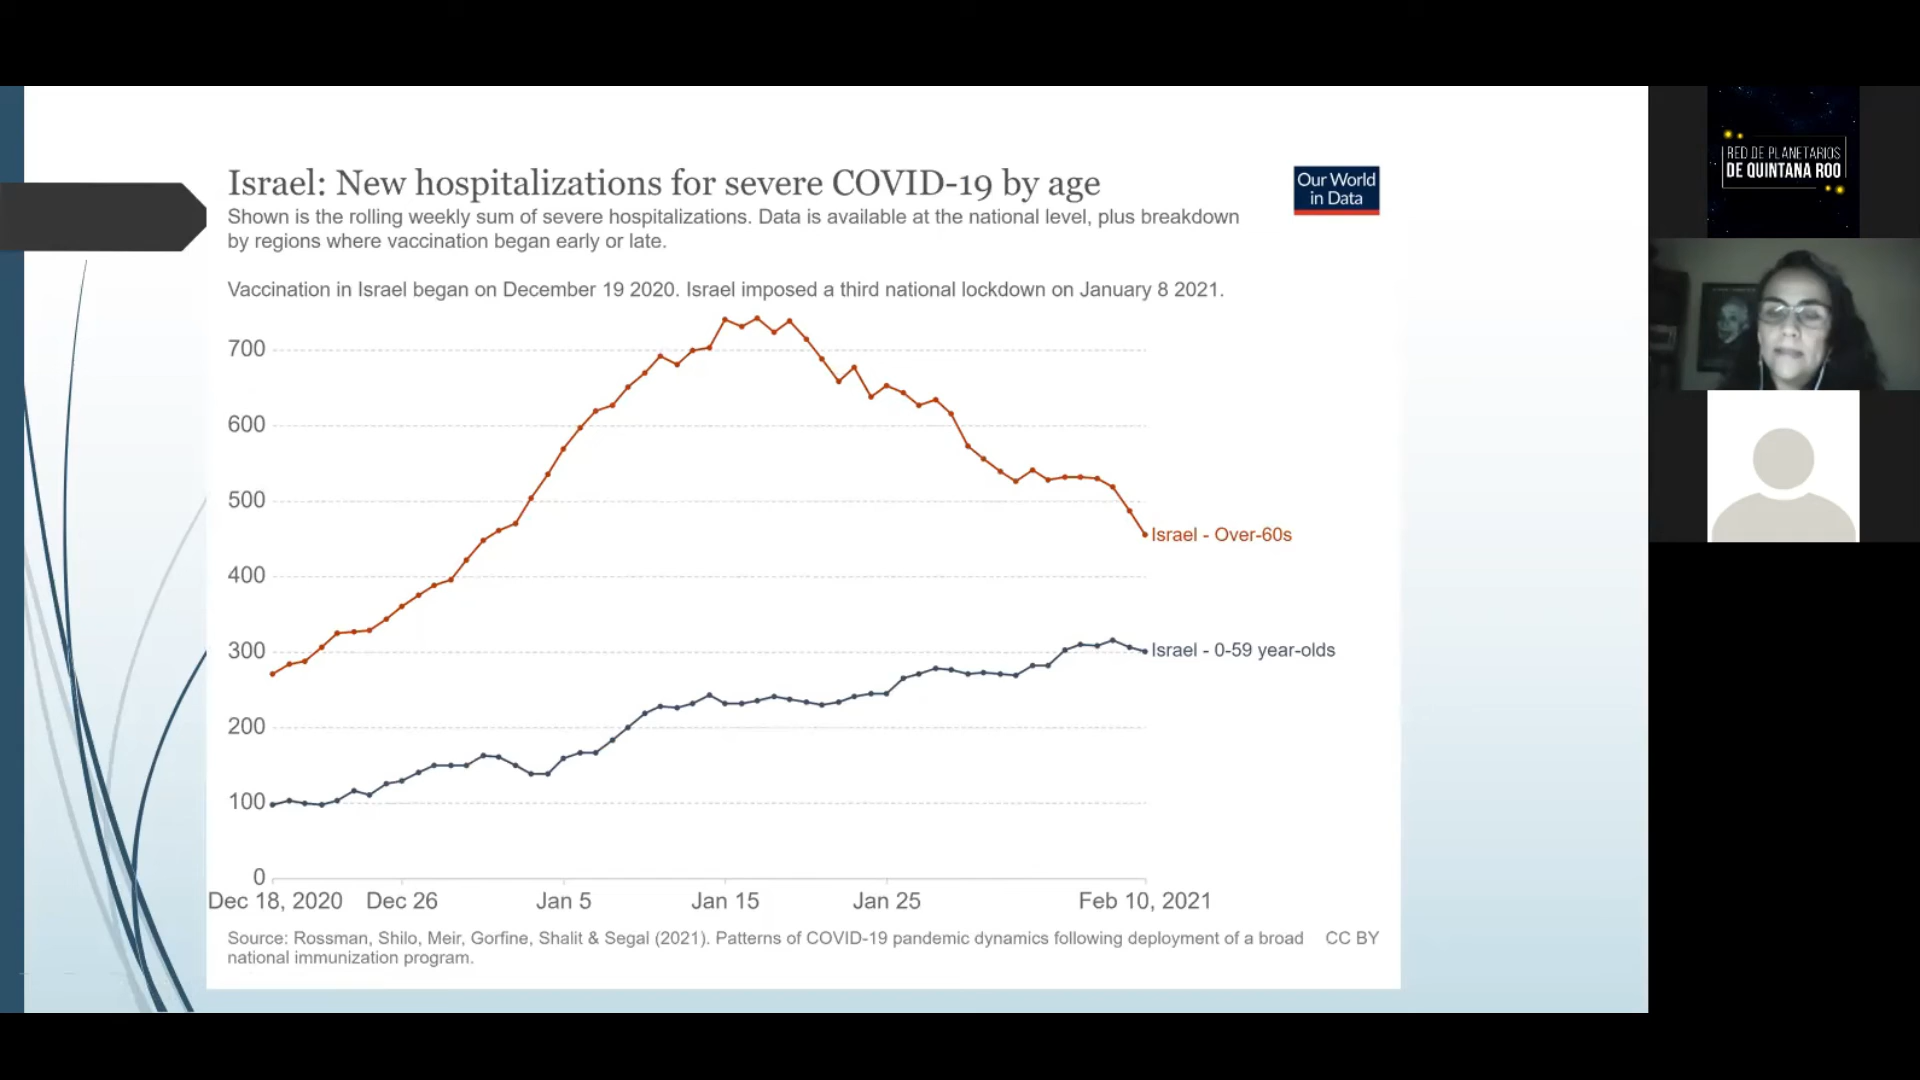 Israel: New hospitalizations for severe COVID-19 by age
Our World
in Data
Shown is the rolling weekly sum of severe hospitalizations. Data is available at the national level, plus breakdown
by regions where vaccination began early or late.
Vaccination in Israel began on December 19 2020. Israel imposed a third national lockdown on January 8 2021.
700
600
500
400
300
200
100
0
Israel - Over-60s
Israel - 0-59 year-olds
Dec 18, 2020
Dec 26
Jan 5
Jan 15
Jan 25
Feb 10, 2021
Source: Rossman, Shilo, Meir, Gorfine, Shalit & Segal (2021). Patterns of COVID-19 pandemic dynamics following deployment of a broad
national immunization program.
CC BY
RED DE PLANETARIOS
DE QUINTANA ROO